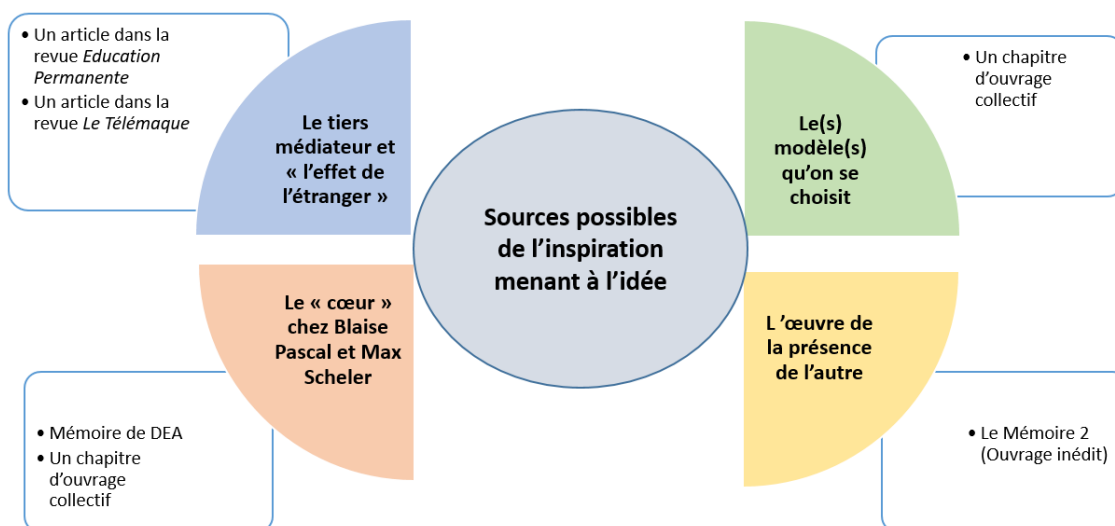 • Un article dans la
revue Education
Permanente
• Un article dans la
revue Le Télémaque
Le tiers
médiateur et
« l'effet de
l'étranger »
Le(s)
modèle(s)
qu'on se
choisit
• Un chapitre
d'ouvrage
collectif
Sources possibles
de l'inspiration
menant à l'idée
Le « cœur »
chez Blaise
Pascal et Max
Scheler
L 'œuvre de
la présence
de l'autre
• Mémoire de DEA
• Un chapitre
d'ouvrage
collectif
• Le Mémoire 2
(Ouvrage inédit)